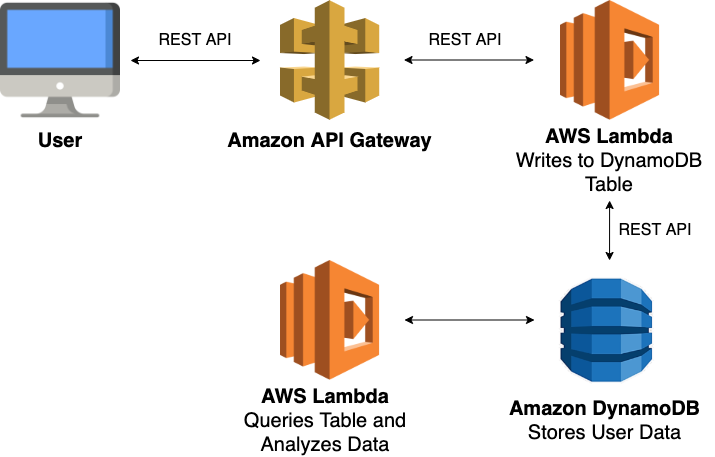 REST API
REST API
User
Amazon API Gateway
AWS Lambda
Writes to DynamoDB
Table
REST API
AWS Lambda
Queries Table and
Analyzes Data
Amazon DynamoDB
Stores User Data